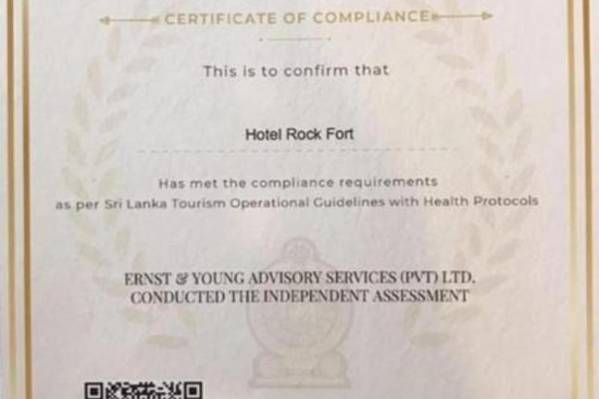 CERTIFICATE OF COMPLIANCE
This is to confirm that
Hotel Rock Fort
Has met the compliance requirements
as per Sri Lanka Tourism Operational Guidelines with Health Protocols
ERNST & YOUNG ADVISORY SERVICES (PVT) LTD.
CONDUCTED THE INDEPENDENT ASSESSMENT